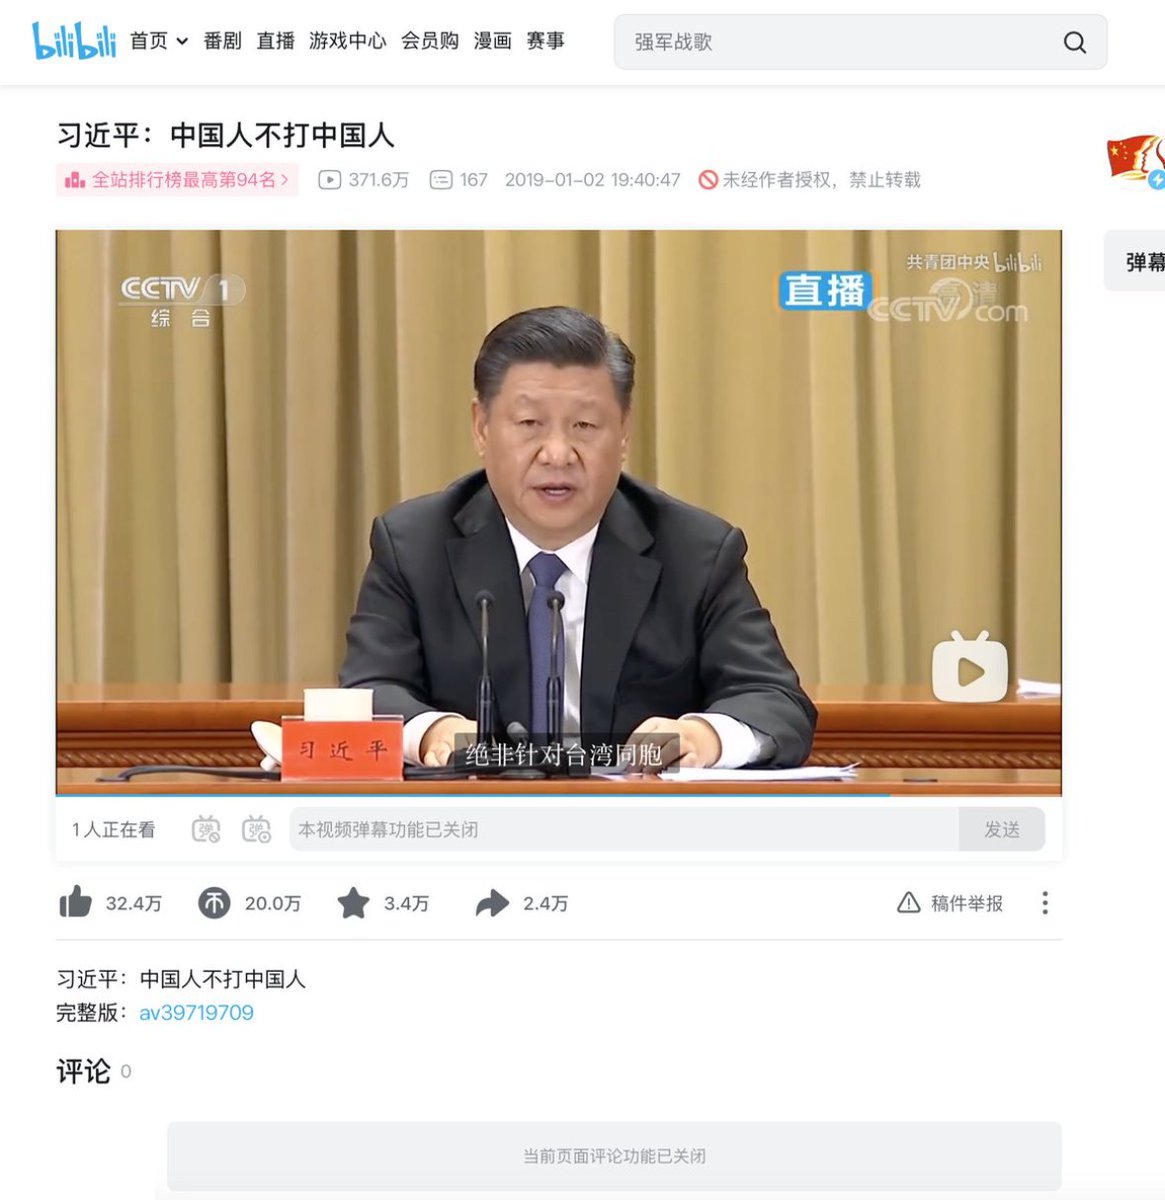 bilibili 首页 番剧 直播 游戏中心 会员购 漫画 赛事 强军战歌
习近平：中国人不打中国人
全站排行榜最高第94名 371.6万 167 2019-01-02 19:40:47 未经作者授权，禁止转载
弹幕
CCTV 1
综合
直播
共青团中央 bilibili
高清
CCTV.com
习近平
绝非针对台湾同胞
1人正在看 弹 弹 本视频弹幕功能已关闭 发送
32.4万 20.0万 3.4万 2.4万 稿件举报
习近平：中国人不打中国人
完整版：av39719709
评论 0
当前页面评论功能已关闭